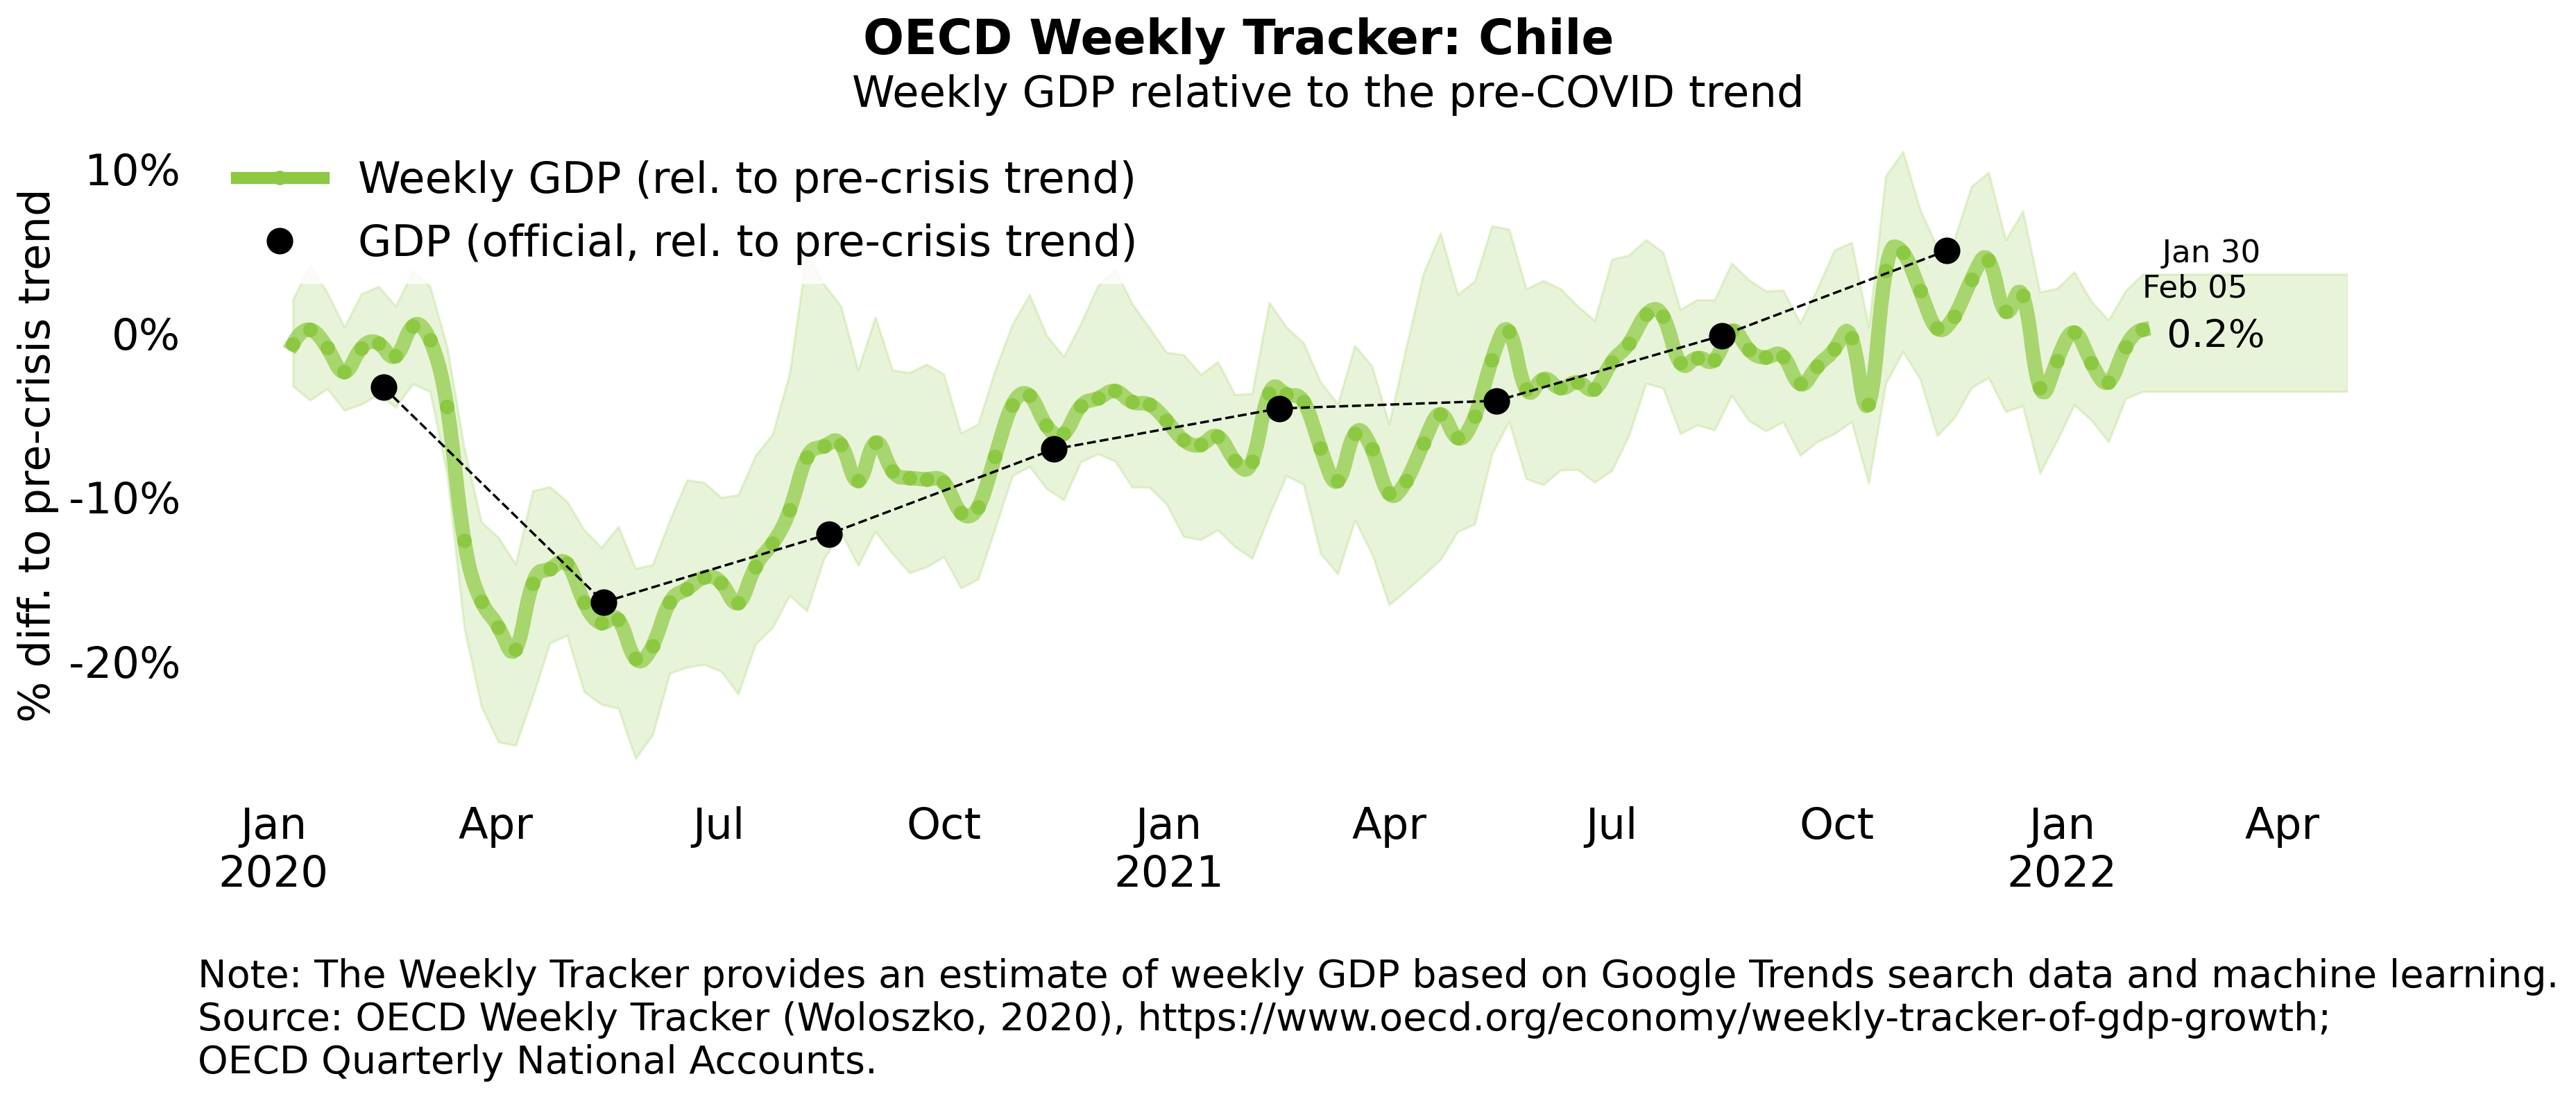 OECD Weekly Tracker: Chile
Weekly GDP relative to the pre-COVID trend
% diff. to pre-crisis trend
10%
0%
-10%
-20%
Weekly GDP (rel. to pre-crisis trend)
GDP (official, rel. to pre-crisis trend)
Jan 30
Feb 05
0.2%
Jan Apr Jul Oct Jan Apr Jul Oct Jan Apr
2020 2021 2022
Note: The Weekly Tracker provides an estimate of weekly GDP based on Google Trends search data and machine learning.
Source: OECD Weekly Tracker (Woloszko, 2020), https://www.oecd.org/economy/weekly-tracker-of-gdp-growth;
OECD Quarterly National Accounts.